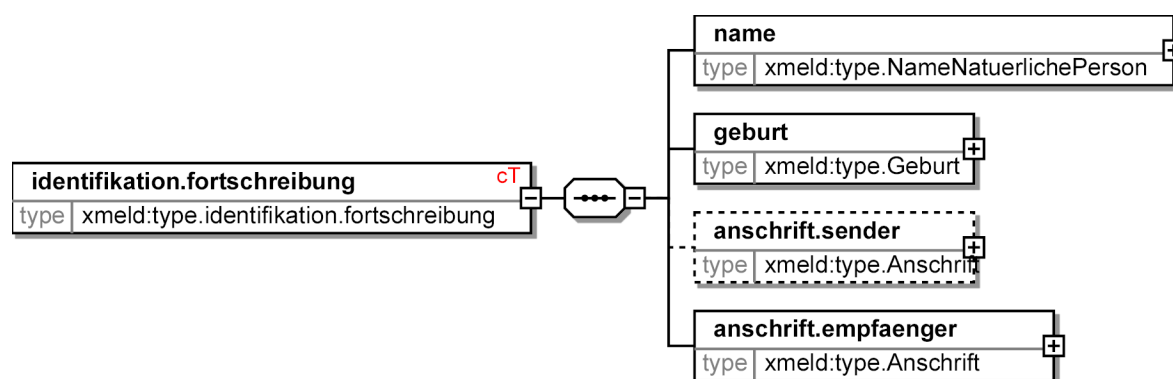 name
type xmeld:type.NameNatuerlichePerson
geburt
type xmeld:type.Geburt
identifikation.fortschreibung cT
type xmeld:type.identifikation.fortschreibung
anschrift.sender
type xmeld:type.Anschrift
anschrift.empfaenger
type xmeld:type.Anschrift